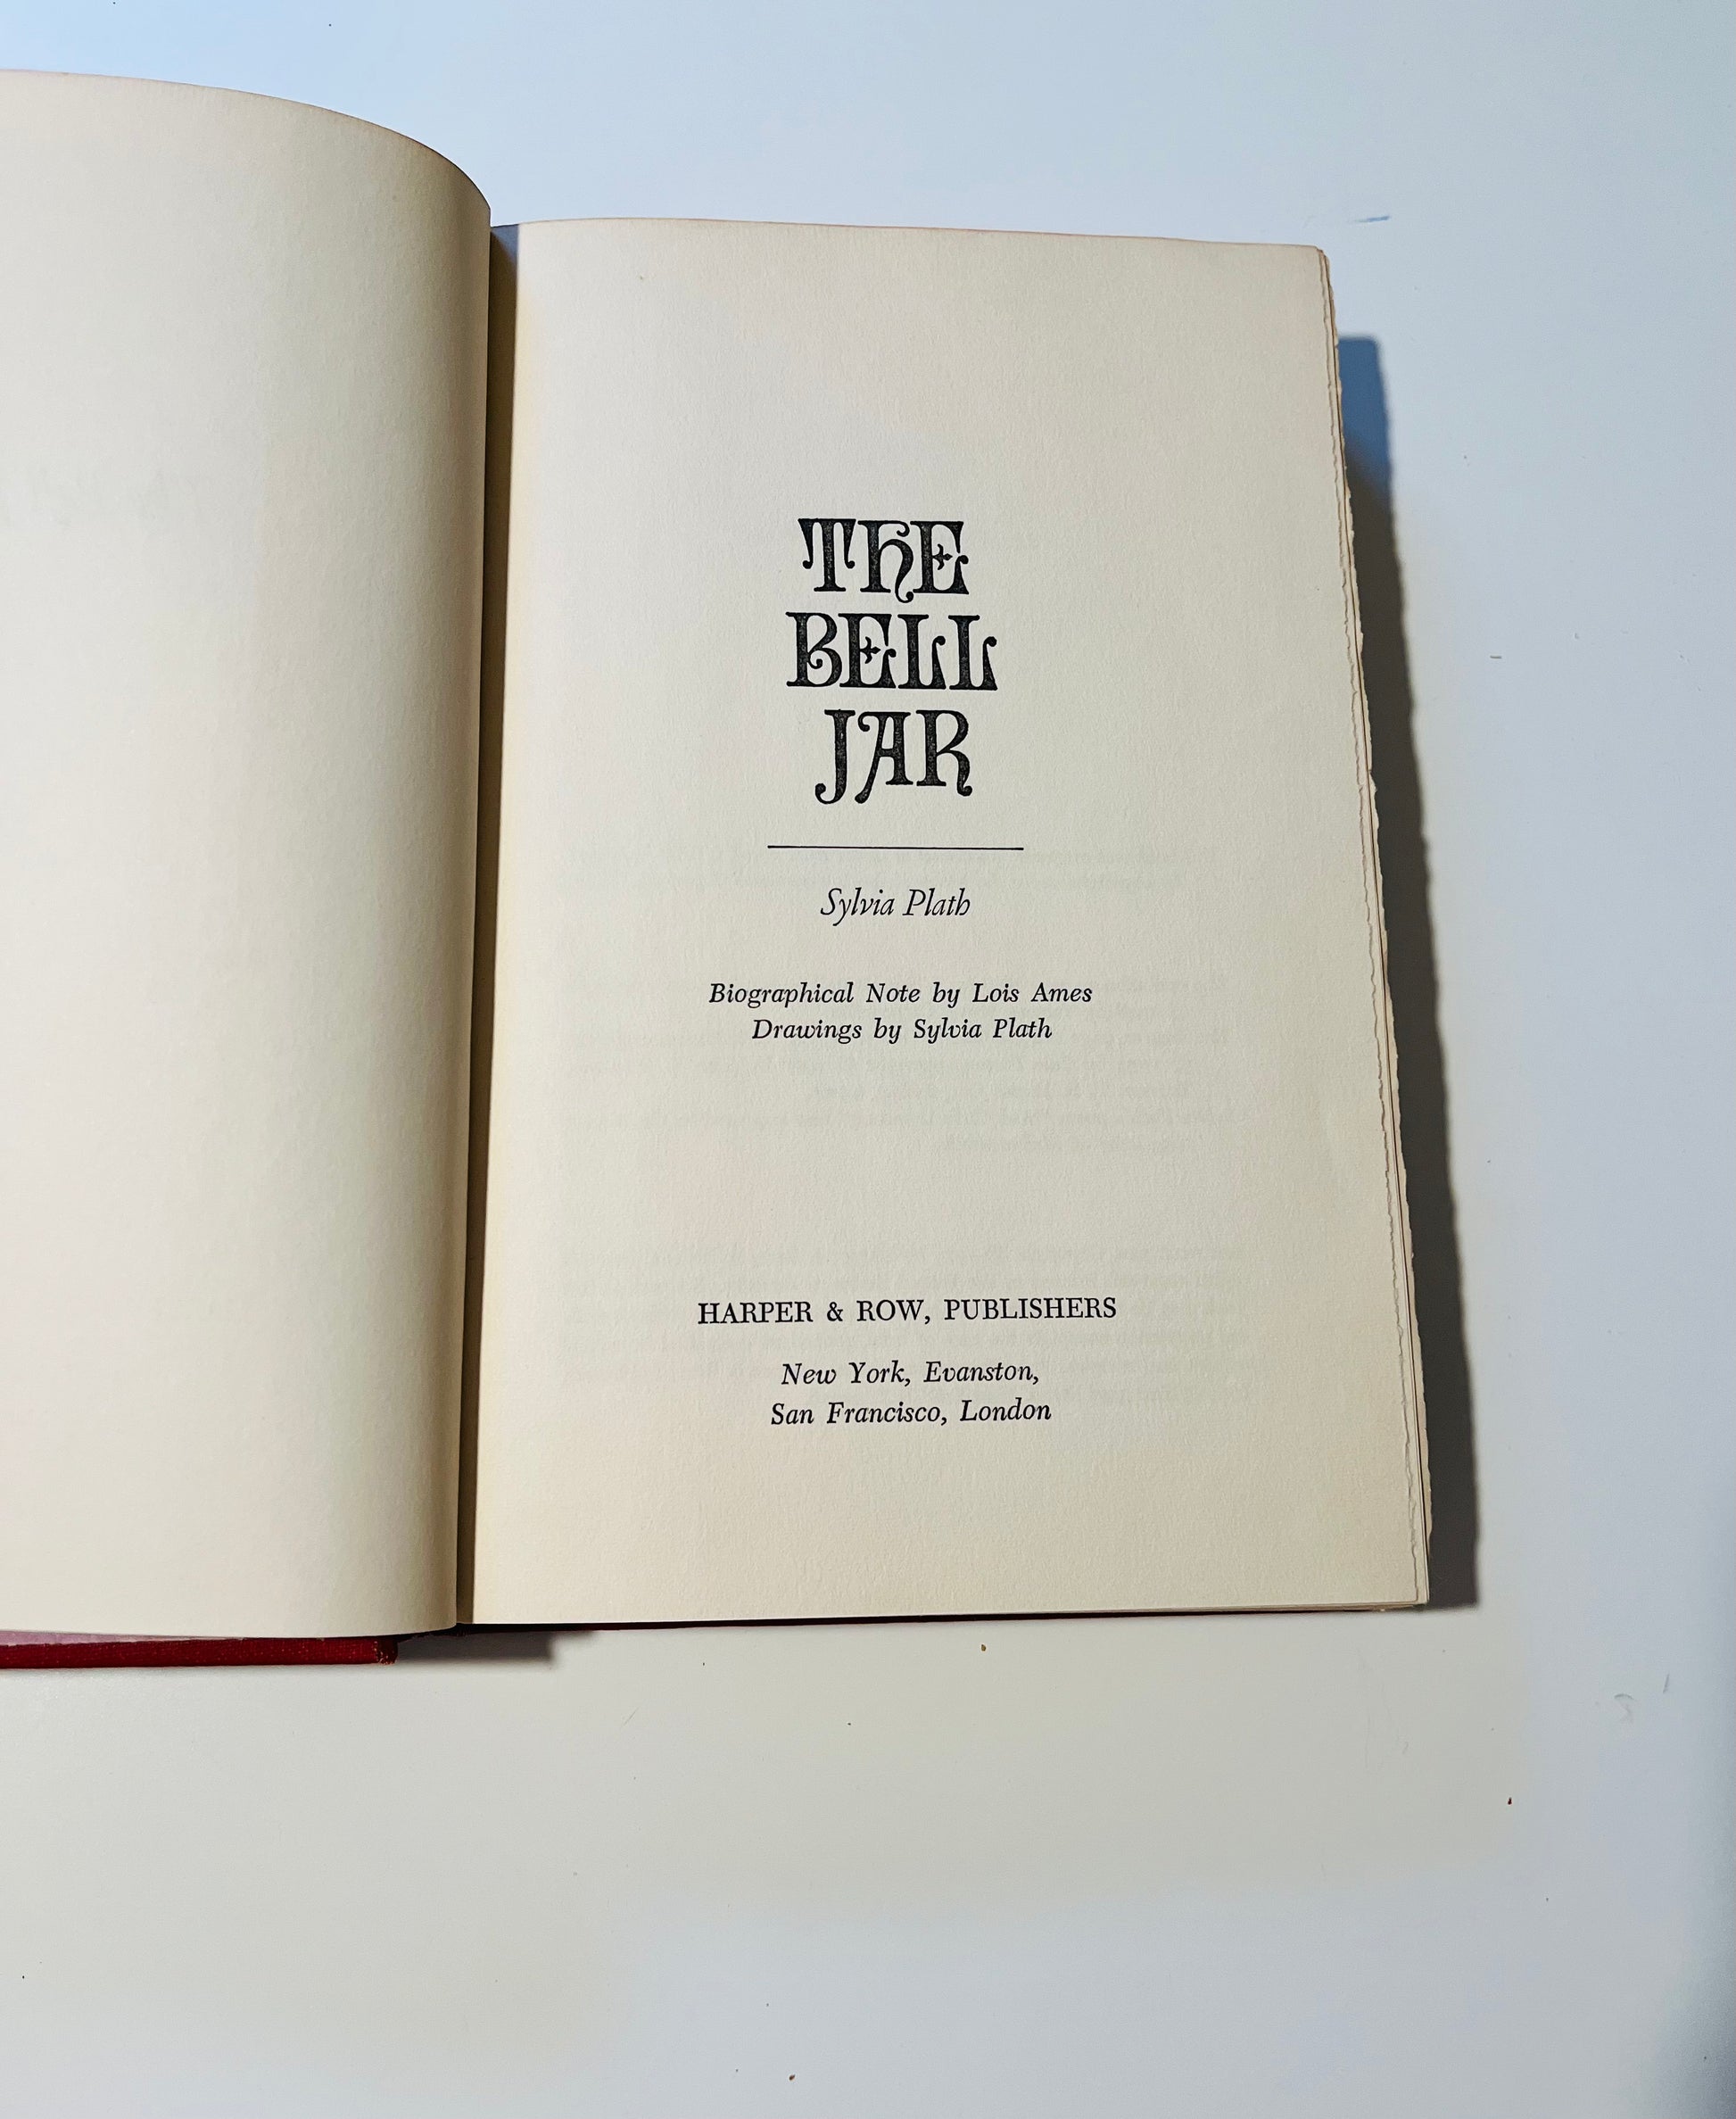 THE
BELL
JAR
Sylvia Plath
Biographical Note by Lois Ames
Drawings by Sylvia Plath
HARPER & ROW, PUBLISHERS
New York, Evanston,
San Francisco, London